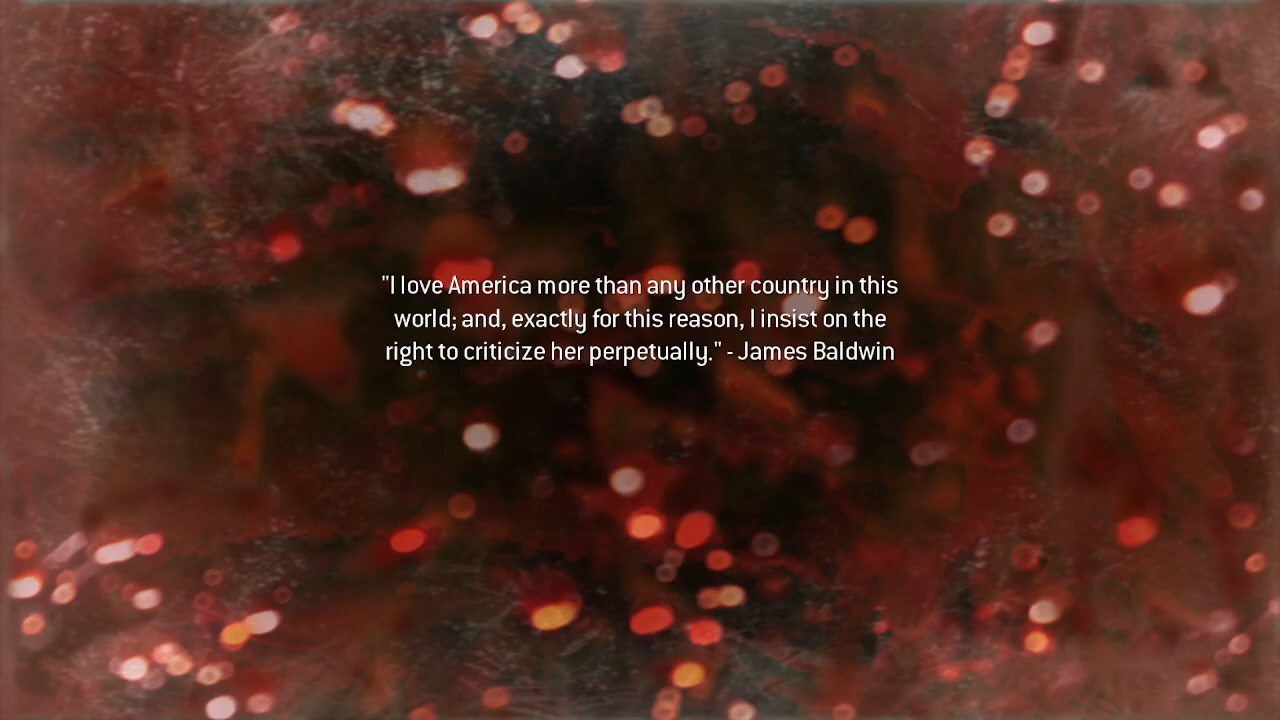 "I love America more than any other country in this
world; and, exactly for this reason, I insist on the
right to criticize her perpetually." - James Baldwin